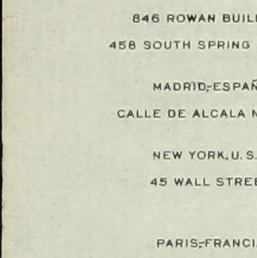 846 ROWAN BUIL
458 SOUTH SPRING
MADRID,-ESPAÑ
CALLE DE ALCALA N
NEW YORK, U. S.
45 WALL STREE
PARIS,-FRANCI